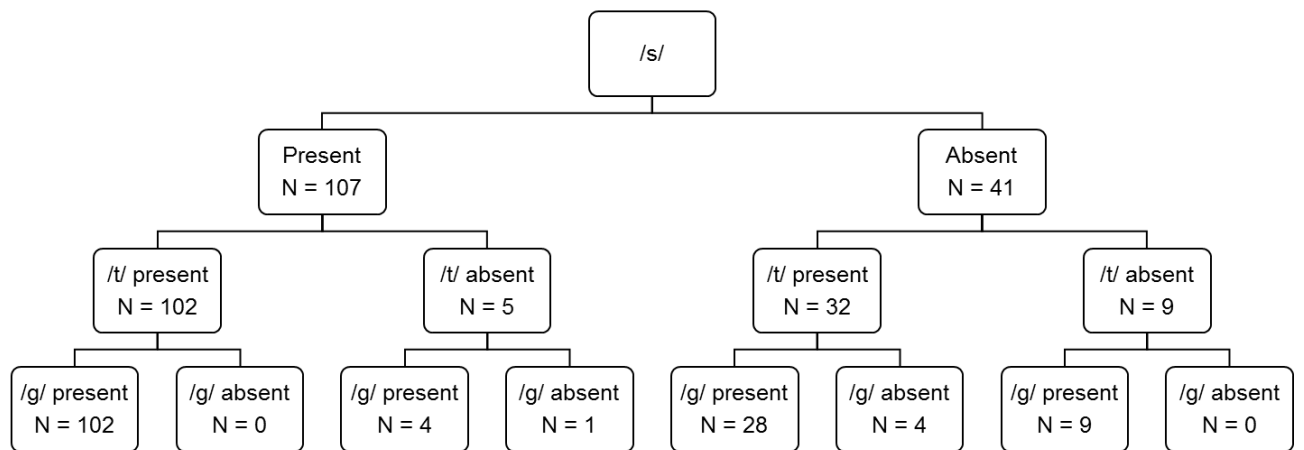 /s/
Present
N = 107
Absent
N = 41
/t/ present
N = 102
/t/ absent
N = 5
/t/ present
N = 32
/t/ absent
N = 9
/g/ present
N = 102
/g/ absent
N = 0
/g/ present
N = 4
/g/ absent
N = 1
/g/ present
N = 28
/g/ absent
N = 4
/g/ present
N = 9
/g/ absent
N = 0